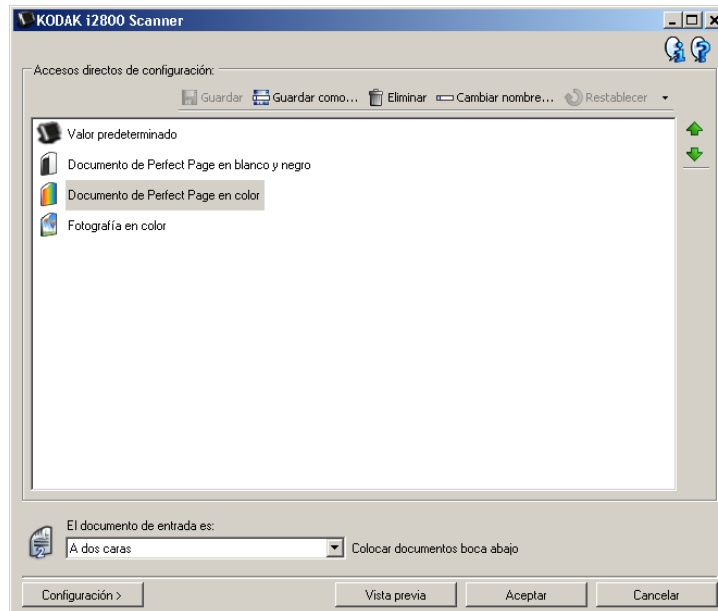 KODAK i2800 Scanner
Accesos directos de configuración:
Guardar Guardar como... Eliminar Cambiar nombre... Restablecer
Valor predeterminado
Documento de Perfect Page en blanco y negro
Documento de Perfect Page en color
Fotografía en color
El documento de entrada es:
2 A dos caras Colocar documentos boca abajo
Configuración > Vista previa Aceptar Cancelar